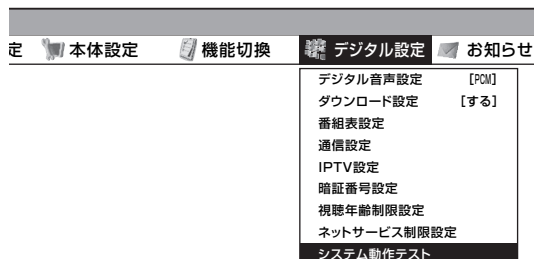 定 本体設定 機能切換 デジタル設定 お知らせ
デジタル音声設定 [PCM]
ダウンロード設定 [する]
番組表設定
通信設定
IPTV設定
暗証番号設定
視聴年齢制限設定
ネットサービス制限設定
システム動作テスト